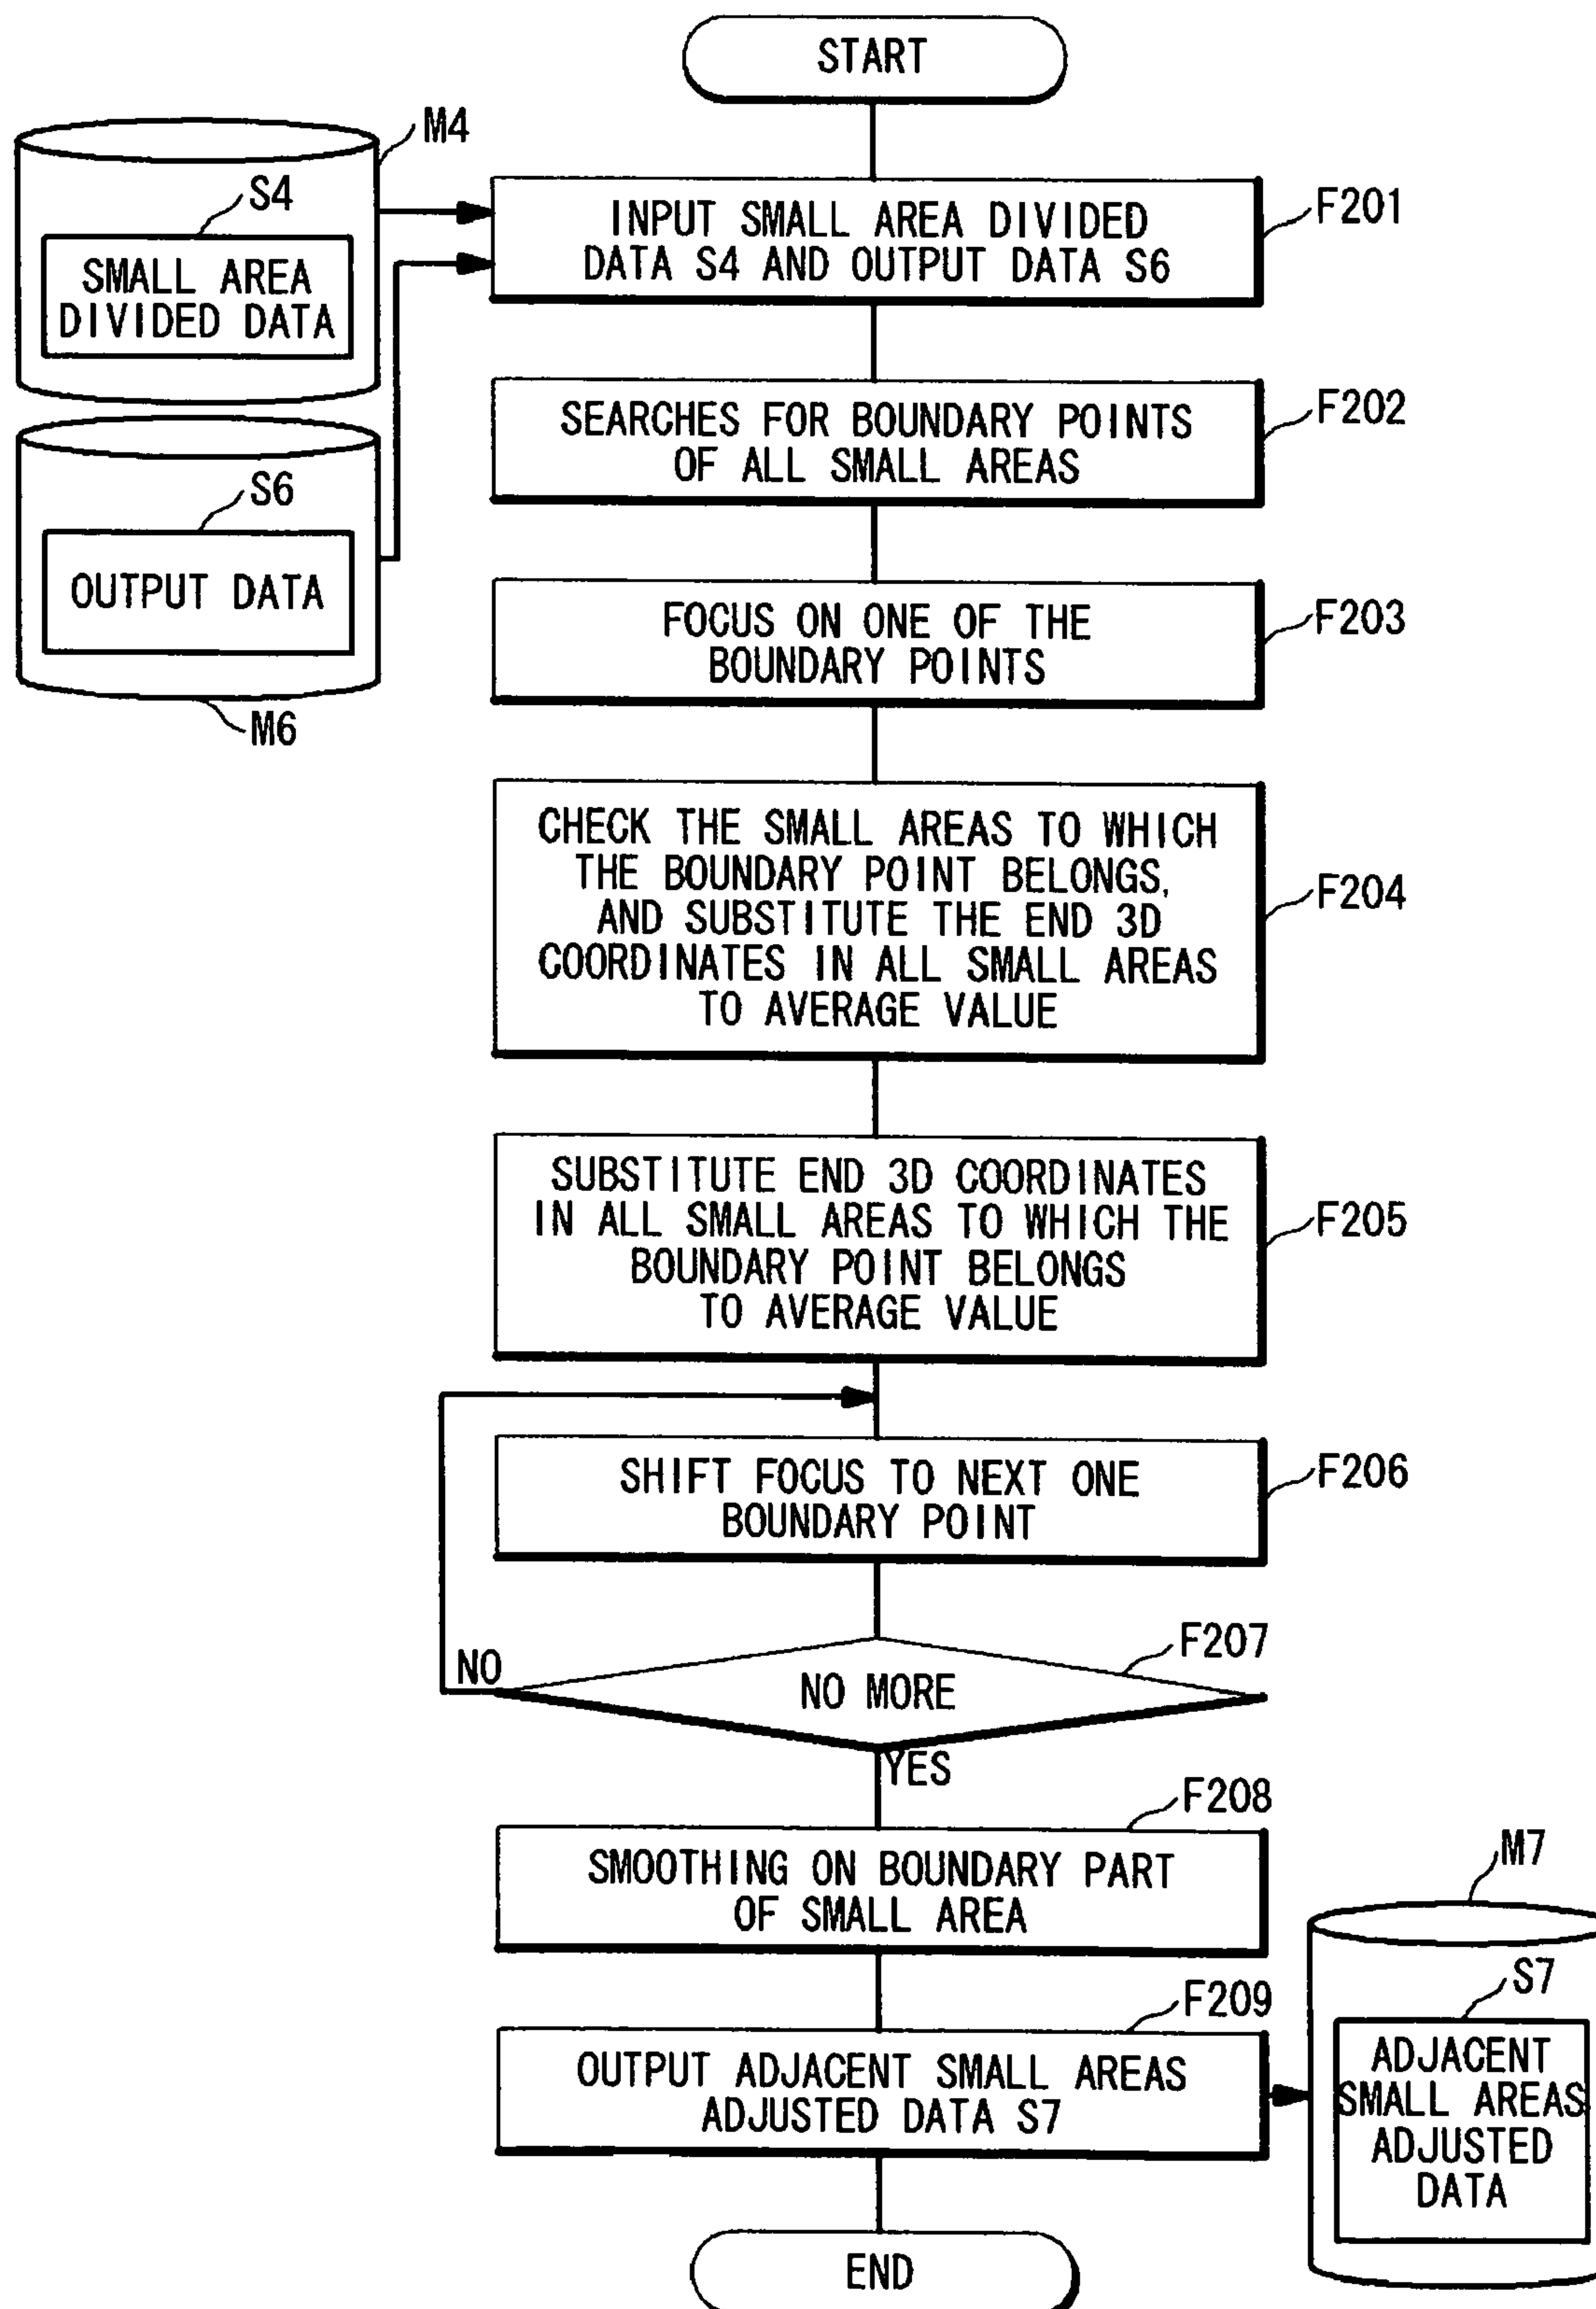 START
M4
S4
SMALL AREA
DIVIDED DATA
INPUT SMALL AREA DIVIDED
DATA S4 AND OUTPUT DATA S6
F201
SEARCHES FOR BOUNDARY POINTS
OF ALL SMALL AREAS
F202
S6
OUTPUT DATA
M6
FOCUS ON ONE OF THE
BOUNDARY POINTS
F203
CHECK THE SMALL AREAS TO WHICH
THE BOUNDARY POINT BELONGS,
AND SUBSTITUTE THE END 3D
COORDINATES IN ALL SMALL AREAS
TO AVERAGE VALUE
F204
SUBSTITUTE END 3D COORDINATES
IN ALL SMALL AREAS TO WHICH THE
BOUNDARY POINT BELONGS
TO AVERAGE VALUE
F205
SHIFT FOCUS TO NEXT ONE
BOUNDARY POINT
F206
NO
NO MORE
F207
YES
F208
SMOOTHING ON BOUNDARY PART
OF SMALL AREA
F209
OUTPUT ADJACENT SMALL AREAS
ADJUSTED DATA S7
M7
S7
ADJACENT
SMALL AREAS
ADJUSTED
DATA
END